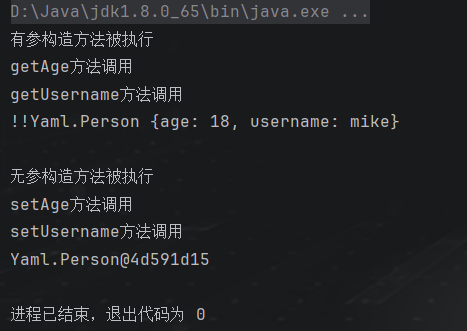 D:\Java\jdk1.8.0_65\bin\java.exe ...
有参构造方法被执行
getAge方法调用
getUsername方法调用
!!Yaml.Person {age: 18, username: mike}
无参构造方法被执行
setAge方法调用
setUsername方法调用
Yaml.Person@4d591d15
进程已结束，退出代码为 0